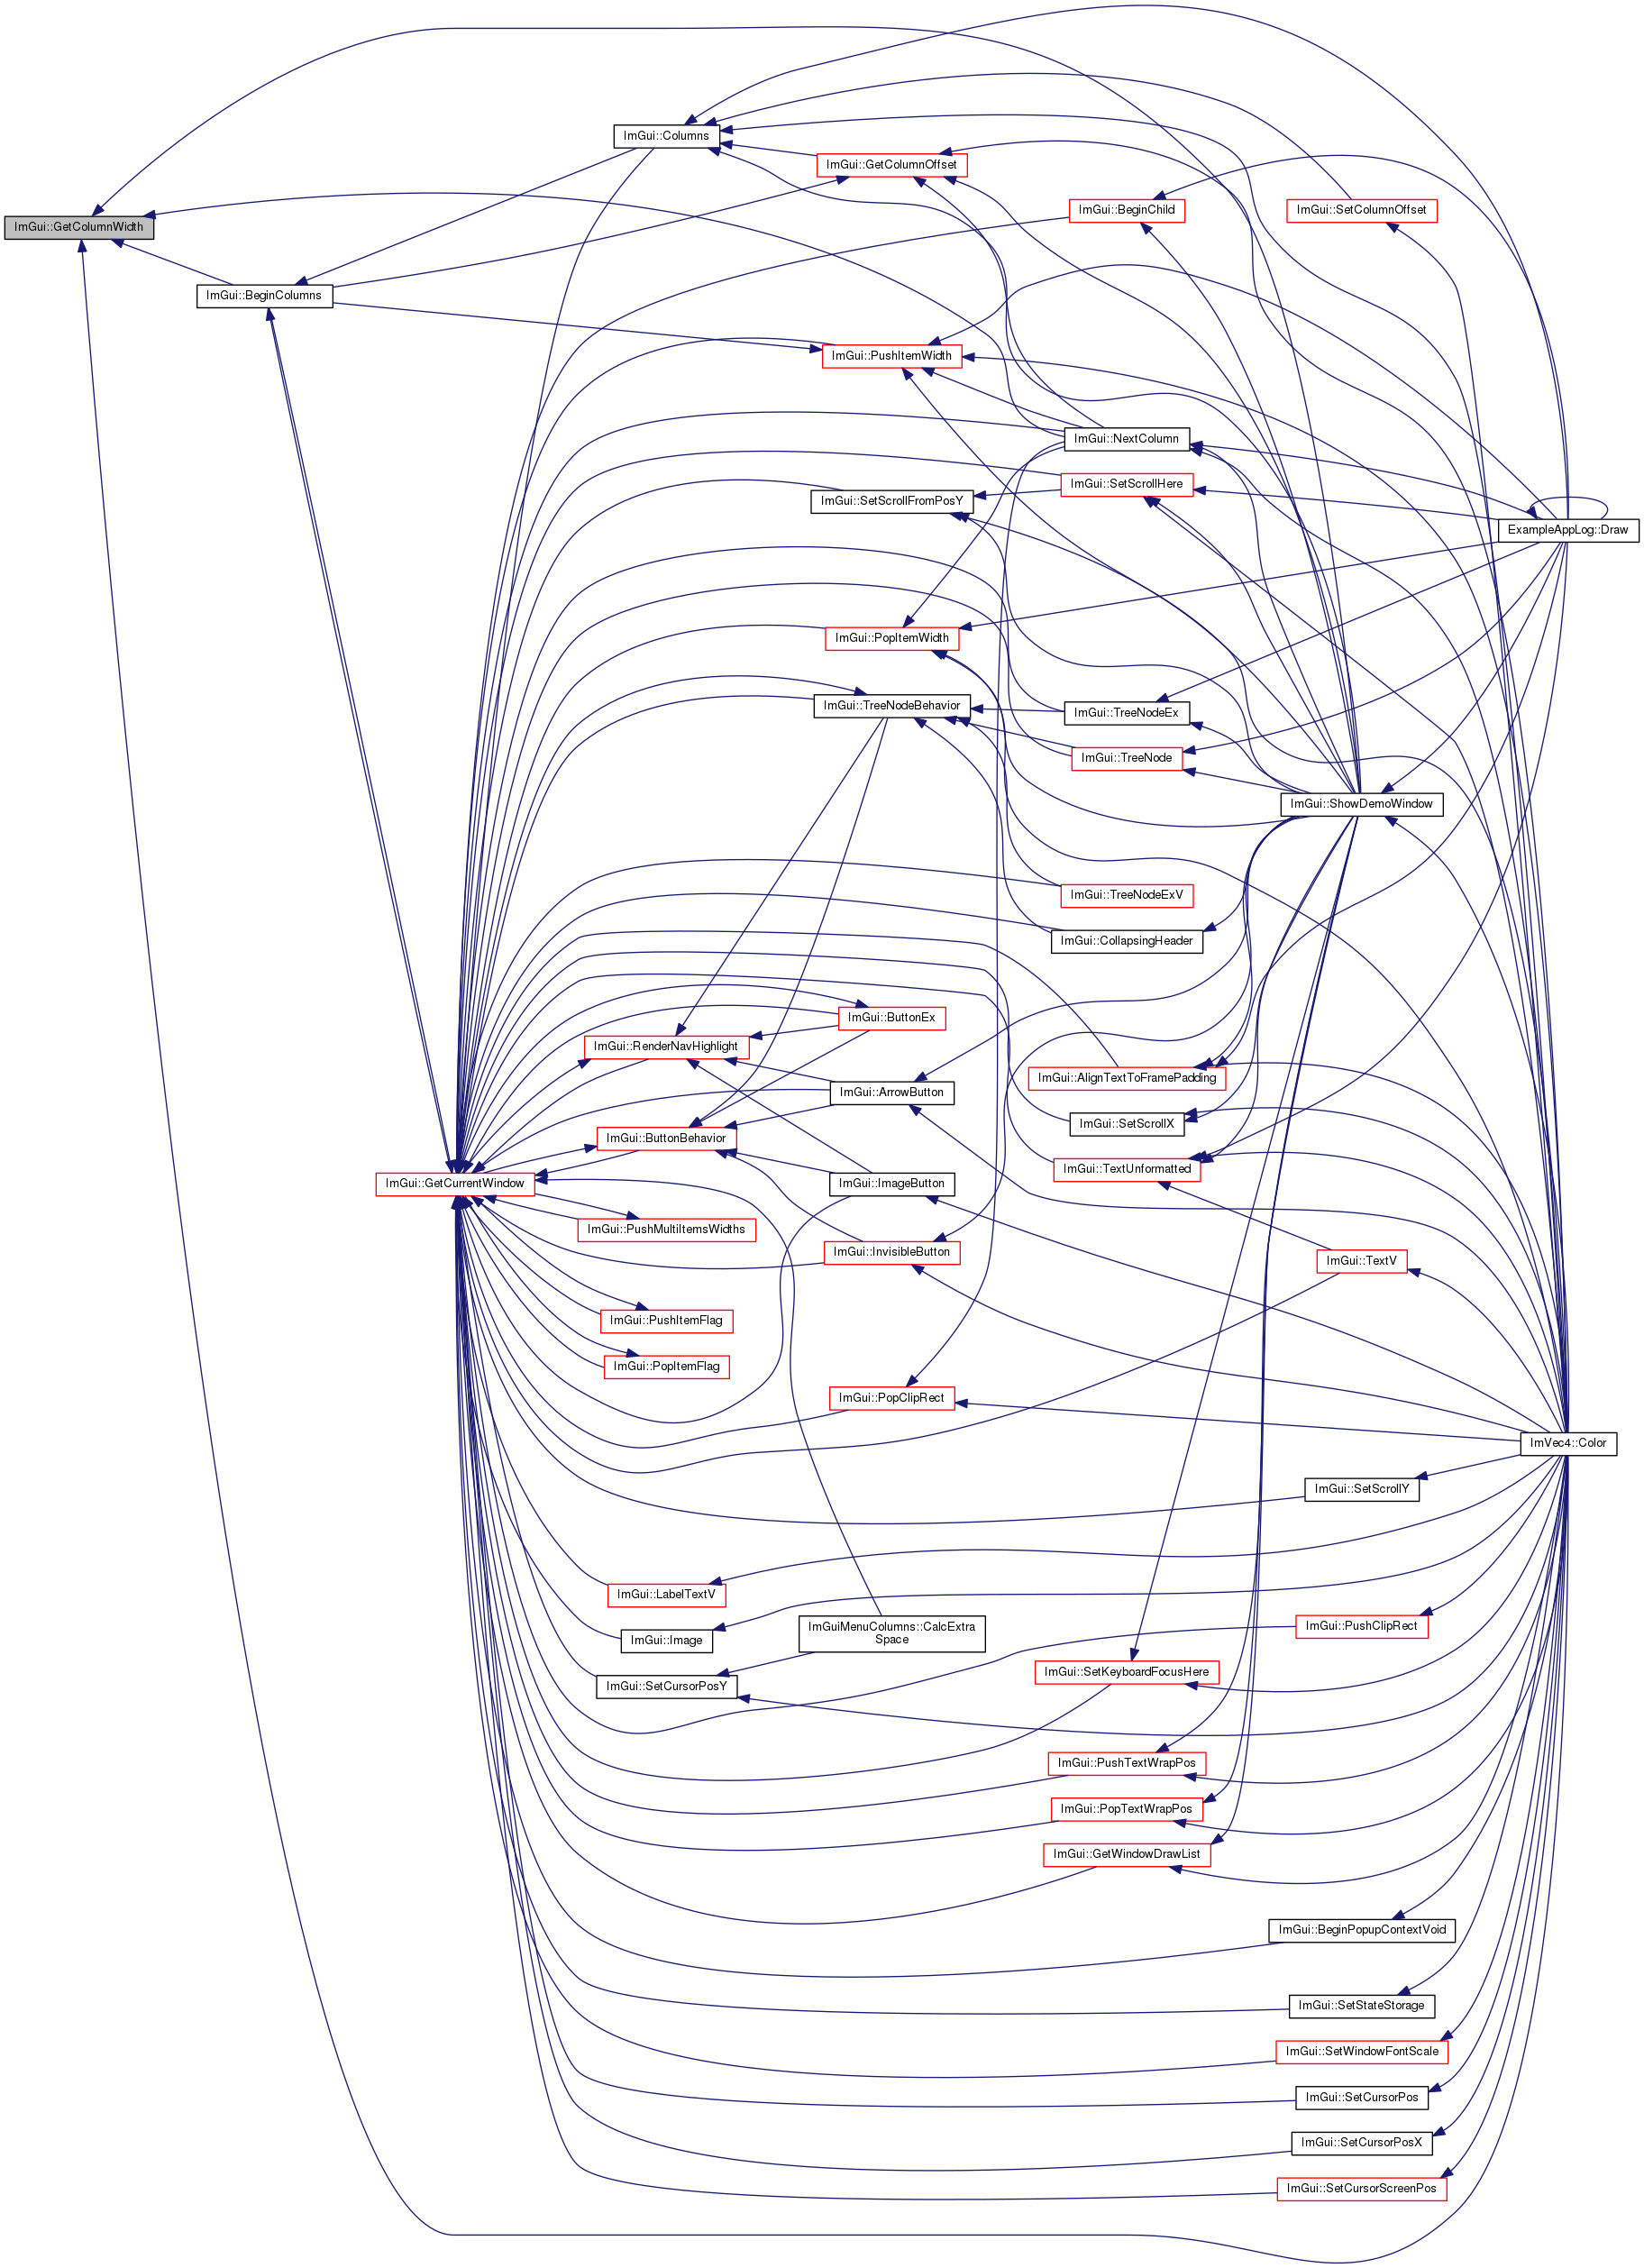 ImGui::Columns
ImGui::GetColumnOffset
ImGui::BeginChild
ImGui::SetColumnOffset
ImGui::GetColumnWidth
ImGui::BeginColumns
ImGui::PushItemWidth
ImGui::NextColumn
ImGui::SetScrollHere
ImGui::SetScrollFromPosY
ExampleAppLog::Draw
ImGui::PopItemWidth
ImGui::TreeNodeBehavior
ImGui::TreeNodeEx
ImGui::TreeNode
ImGui::ShowDemoWindow
ImGui::TreeNodeExV
ImGui::CollapsingHeader
ImGui::ButtonEx
ImGui::RenderNavHighlight
ImGui::AlignTextToFramePadding
ImGui::ArrowButton
ImGui::SetScrollX
ImGui::ButtonBehavior
ImGui::TextUnformatted
ImGui::GetCurrentWindow
ImGui::ImageButton
ImGui::PushMultiItemsWidths
ImGui::InvisibleButton
ImGui::TextV
ImGui::PushItemFlag
ImGui::PopItemFlag
ImGui::PopClipRect
ImVec4::Color
ImGui::SetScrollY
ImGui::LabelTextV
ImGui::PushClipRect
ImGuiMenuColumns::CalcExtra
Space
ImGui::Image
ImGui::SetKeyboardFocusHere
ImGui::SetCursorPosY
ImGui::PushTextWrapPos
ImGui::PopTextWrapPos
ImGui::GetWindowDrawList
ImGui::BeginPopupContextVoid
ImGui::SetStateStorage
ImGui::SetWindowFontScale
ImGui::SetCursorPos
ImGui::SetCursorPosX
ImGui::SetCursorScreenPos